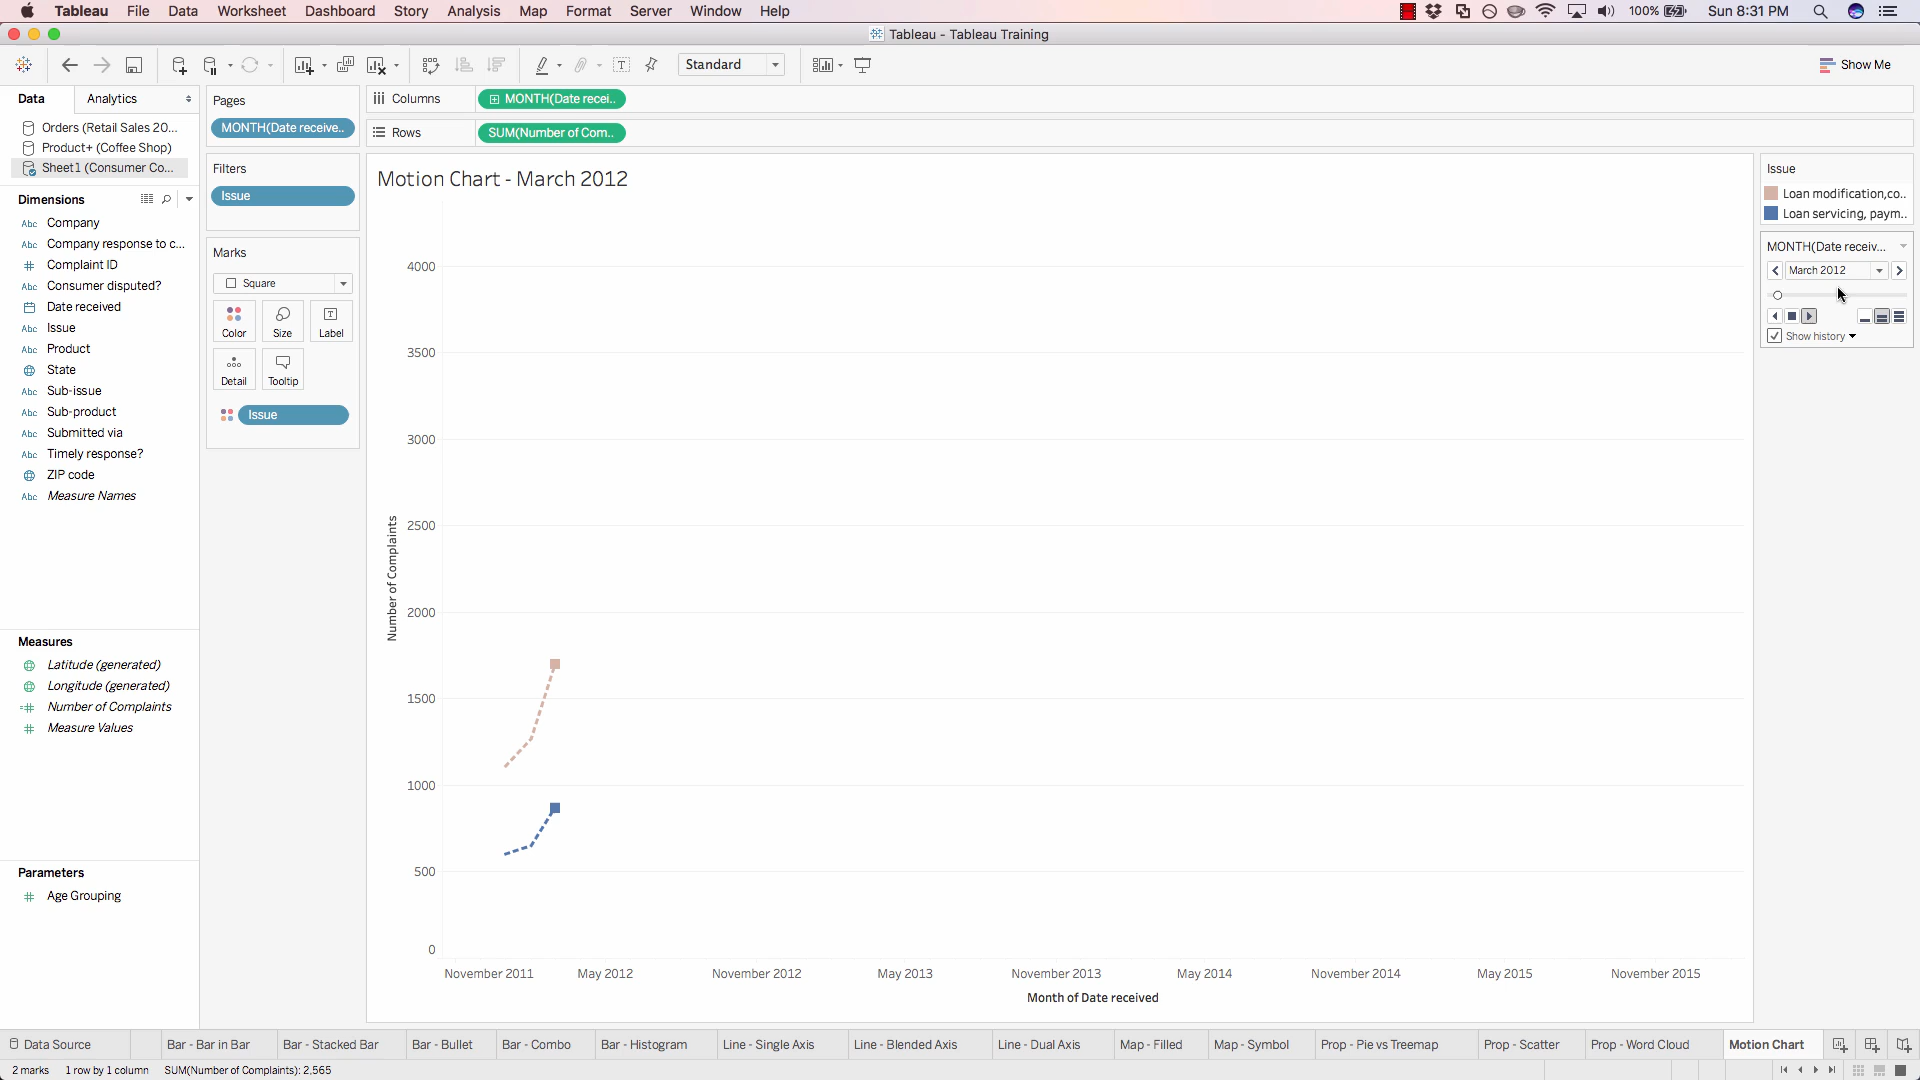 Tableau File Data Worksheet Dashboard Story Analysis Map Format Server Window Help 100% Sun 8:31 PM
Tableau - Tableau Training
Standard Show Me
Data Analytics
Orders (Retail Sales 20...
Product+ (Coffee Shop)
Sheet1 (Consumer Co...
Dimensions
Abc Company
Abc Company response to c...
Complaint ID
Abc Consumer disputed?
Date received
Abc Issue
Abc Product
State
Abc Sub-issue
Abc Sub-product
Abc Submitted via
Abc Timely response?
ZIP code
Abc Measure Names
Measures
Latitude (generated)
Longitude (generated)
=# Number of Complaints
# Measure Values
Parameters
# Age Grouping
Pages
MONTH(Date receive..
Filters
Issue
Marks
Square
Color Size Label
Detail Tooltip
Issue
Columns MONTH(Date recei..
Rows SUM(Number of Com..
Motion Chart - March 2012
4000
3500
3000
2500
2000
1500
1000
500
0
Number of Complaints
November 2011 May 2012 November 2012 May 2013 November 2013 May 2014 November 2014 May 2015 November 2015
Month of Date received
Issue
Loan modification,co..
Loan servicing, paym..
MONTH(Date receiv...
March 2012
Show history
Data Source Bar - Bar in Bar Bar - Stacked Bar Bar - Bullet Bar - Combo Bar - Histogram Line - Single Axis Line - Blended Axis Line - Dual Axis Map - Filled Map - Symbol Prop - Pie vs Treemap Prop - Scatter Prop - Word Cloud Motion Chart
2 marks 1 row by 1 column SUM(Number of Complaints): 2,565